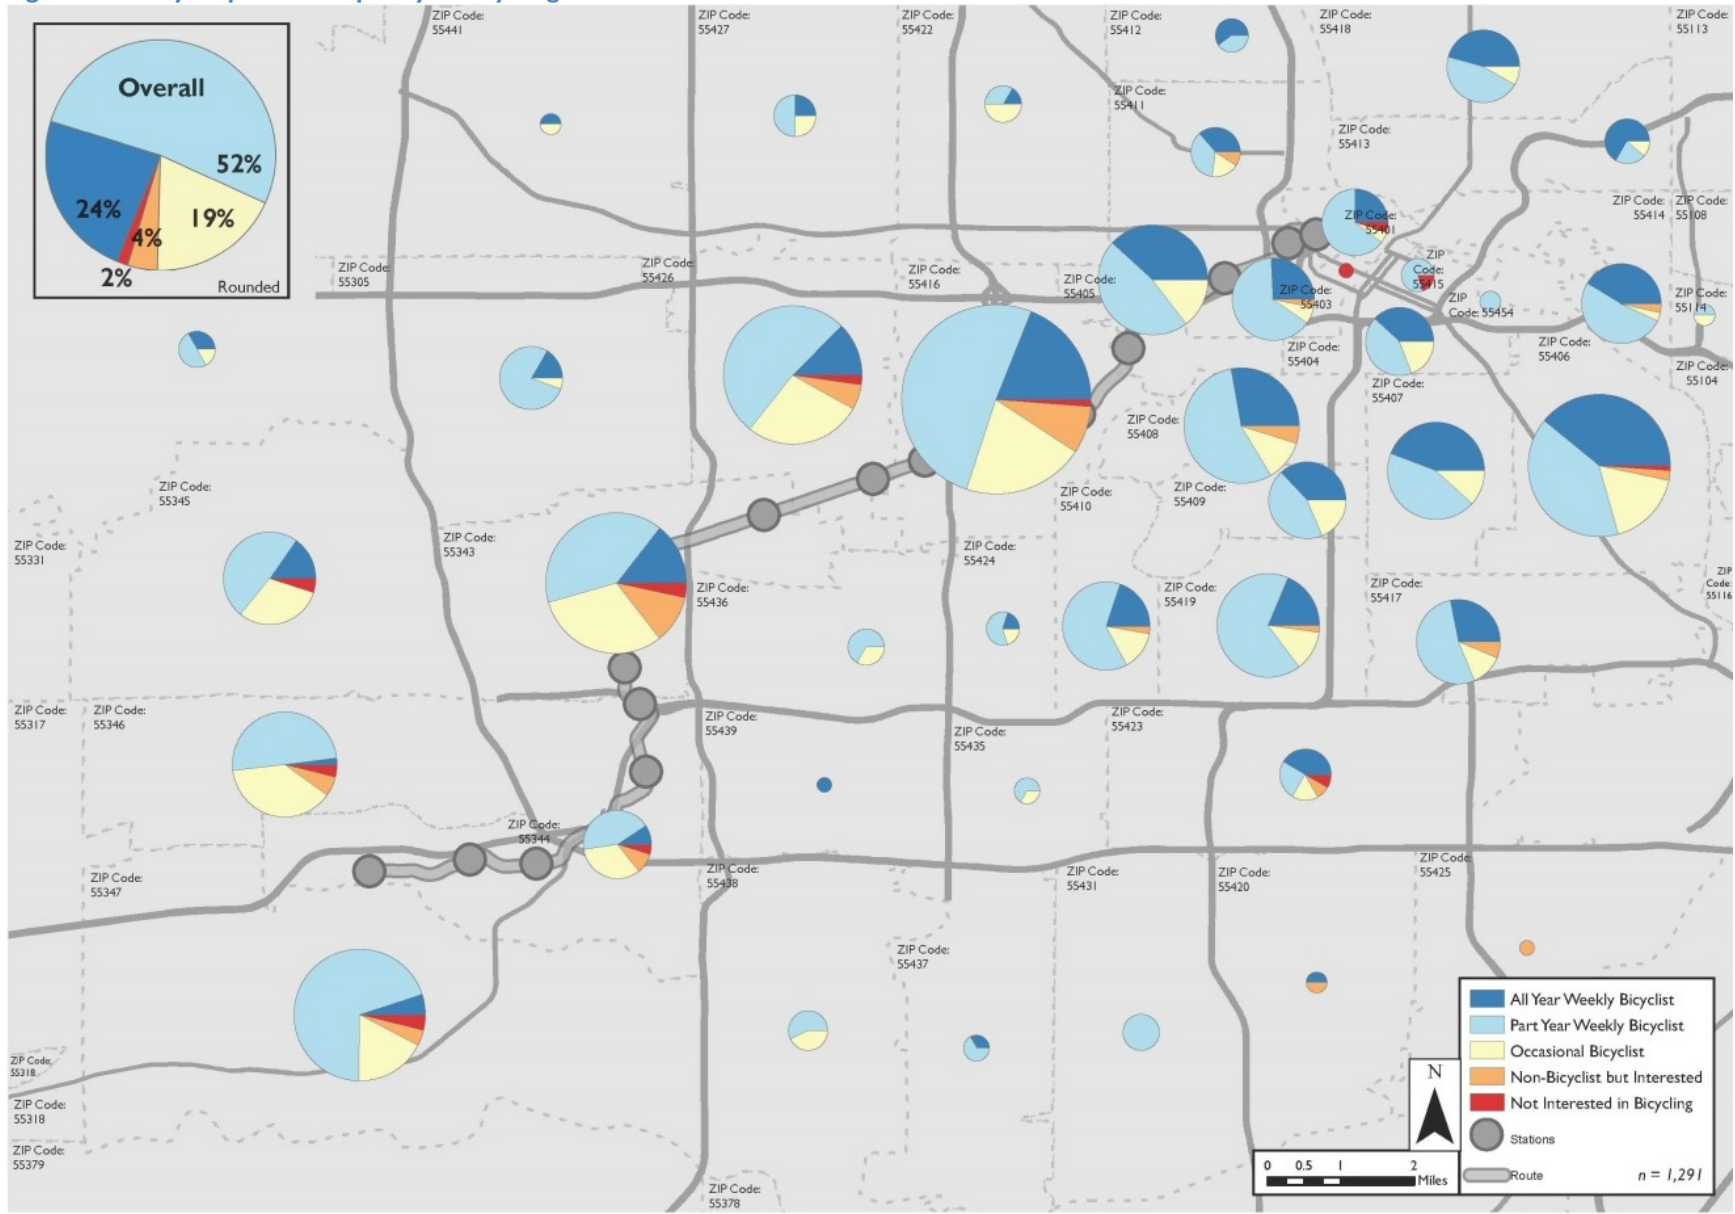 Overall
52%
24%
19%
4%
2%
Rounded
ZIP Code:
55441
ZIP Code:
55427
ZIP Code:
55422
ZIP Code:
55412
ZIP Code:
55418
ZIP Code:
55113
ZIP Code:
55411
ZIP Code:
55413
ZIP Code:
55414
ZIP Code:
55108
ZIP Code:
55401
ZIP Code:
55305
ZIP Code:
55426
ZIP Code:
55416
ZIP Code:
55405
ZIP Code:
55403
ZIP
Code:
55415
ZIP
Code: 55454
ZIP Code:
55114
ZIP Code:
55404
ZIP Code:
55406
ZIP Code:
55104
ZIP Code:
55407
ZIP Code:
55408
ZIP Code:
55345
ZIP Code:
55409
ZIP Code:
55410
ZIP Code:
55331
ZIP Code:
55343
ZIP Code:
55424
ZIP Code:
55436
ZIP Code:
55419
ZIP Code:
55417
ZIP
Code:
55116
ZIP Code:
55317
ZIP Code:
55346
ZIP Code:
55439
ZIP Code:
55435
ZIP Code:
55423
ZIP Code:
55344
ZIP Code:
55347
ZIP Code:
55438
ZIP Code:
55431
ZIP Code:
55420
ZIP Code:
55425
ZIP Code:
55437
ZIP Code:
55318
ZIP Code:
55318
ZIP Code:
55379
ZIP Code:
55378
All Year Weekly Bicyclist
Part Year Weekly Bicyclist
Occasional Bicyclist
Non-Bicyclist but Interested
Not Interested in Bicycling
Stations
Route
n = 1,291
N
0 0.5 1 2
Miles